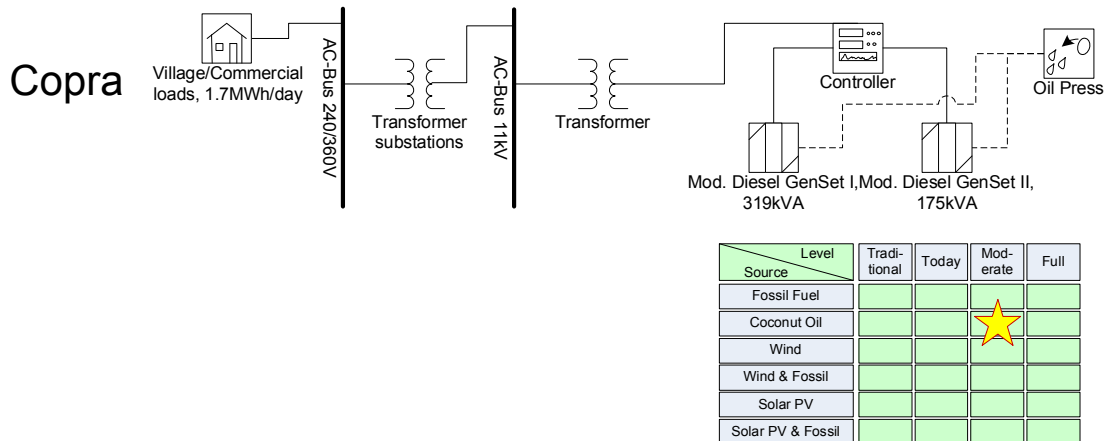 Copra
Village/Commercial
loads, 1.7MWh/day
AC-Bus 240/360V
Transformer
substations
AC-Bus 11kV
Transformer
Controller
Oil Press
Mod. Diesel GenSet I,
319kVA
Mod. Diesel GenSet II,
175kVA
Level
Source
Tradi-
tional
Today
Mod-
erate
Full
Fossil Fuel
Coconut Oil
Wind
Wind & Fossil
Solar PV
Solar PV & Fossil